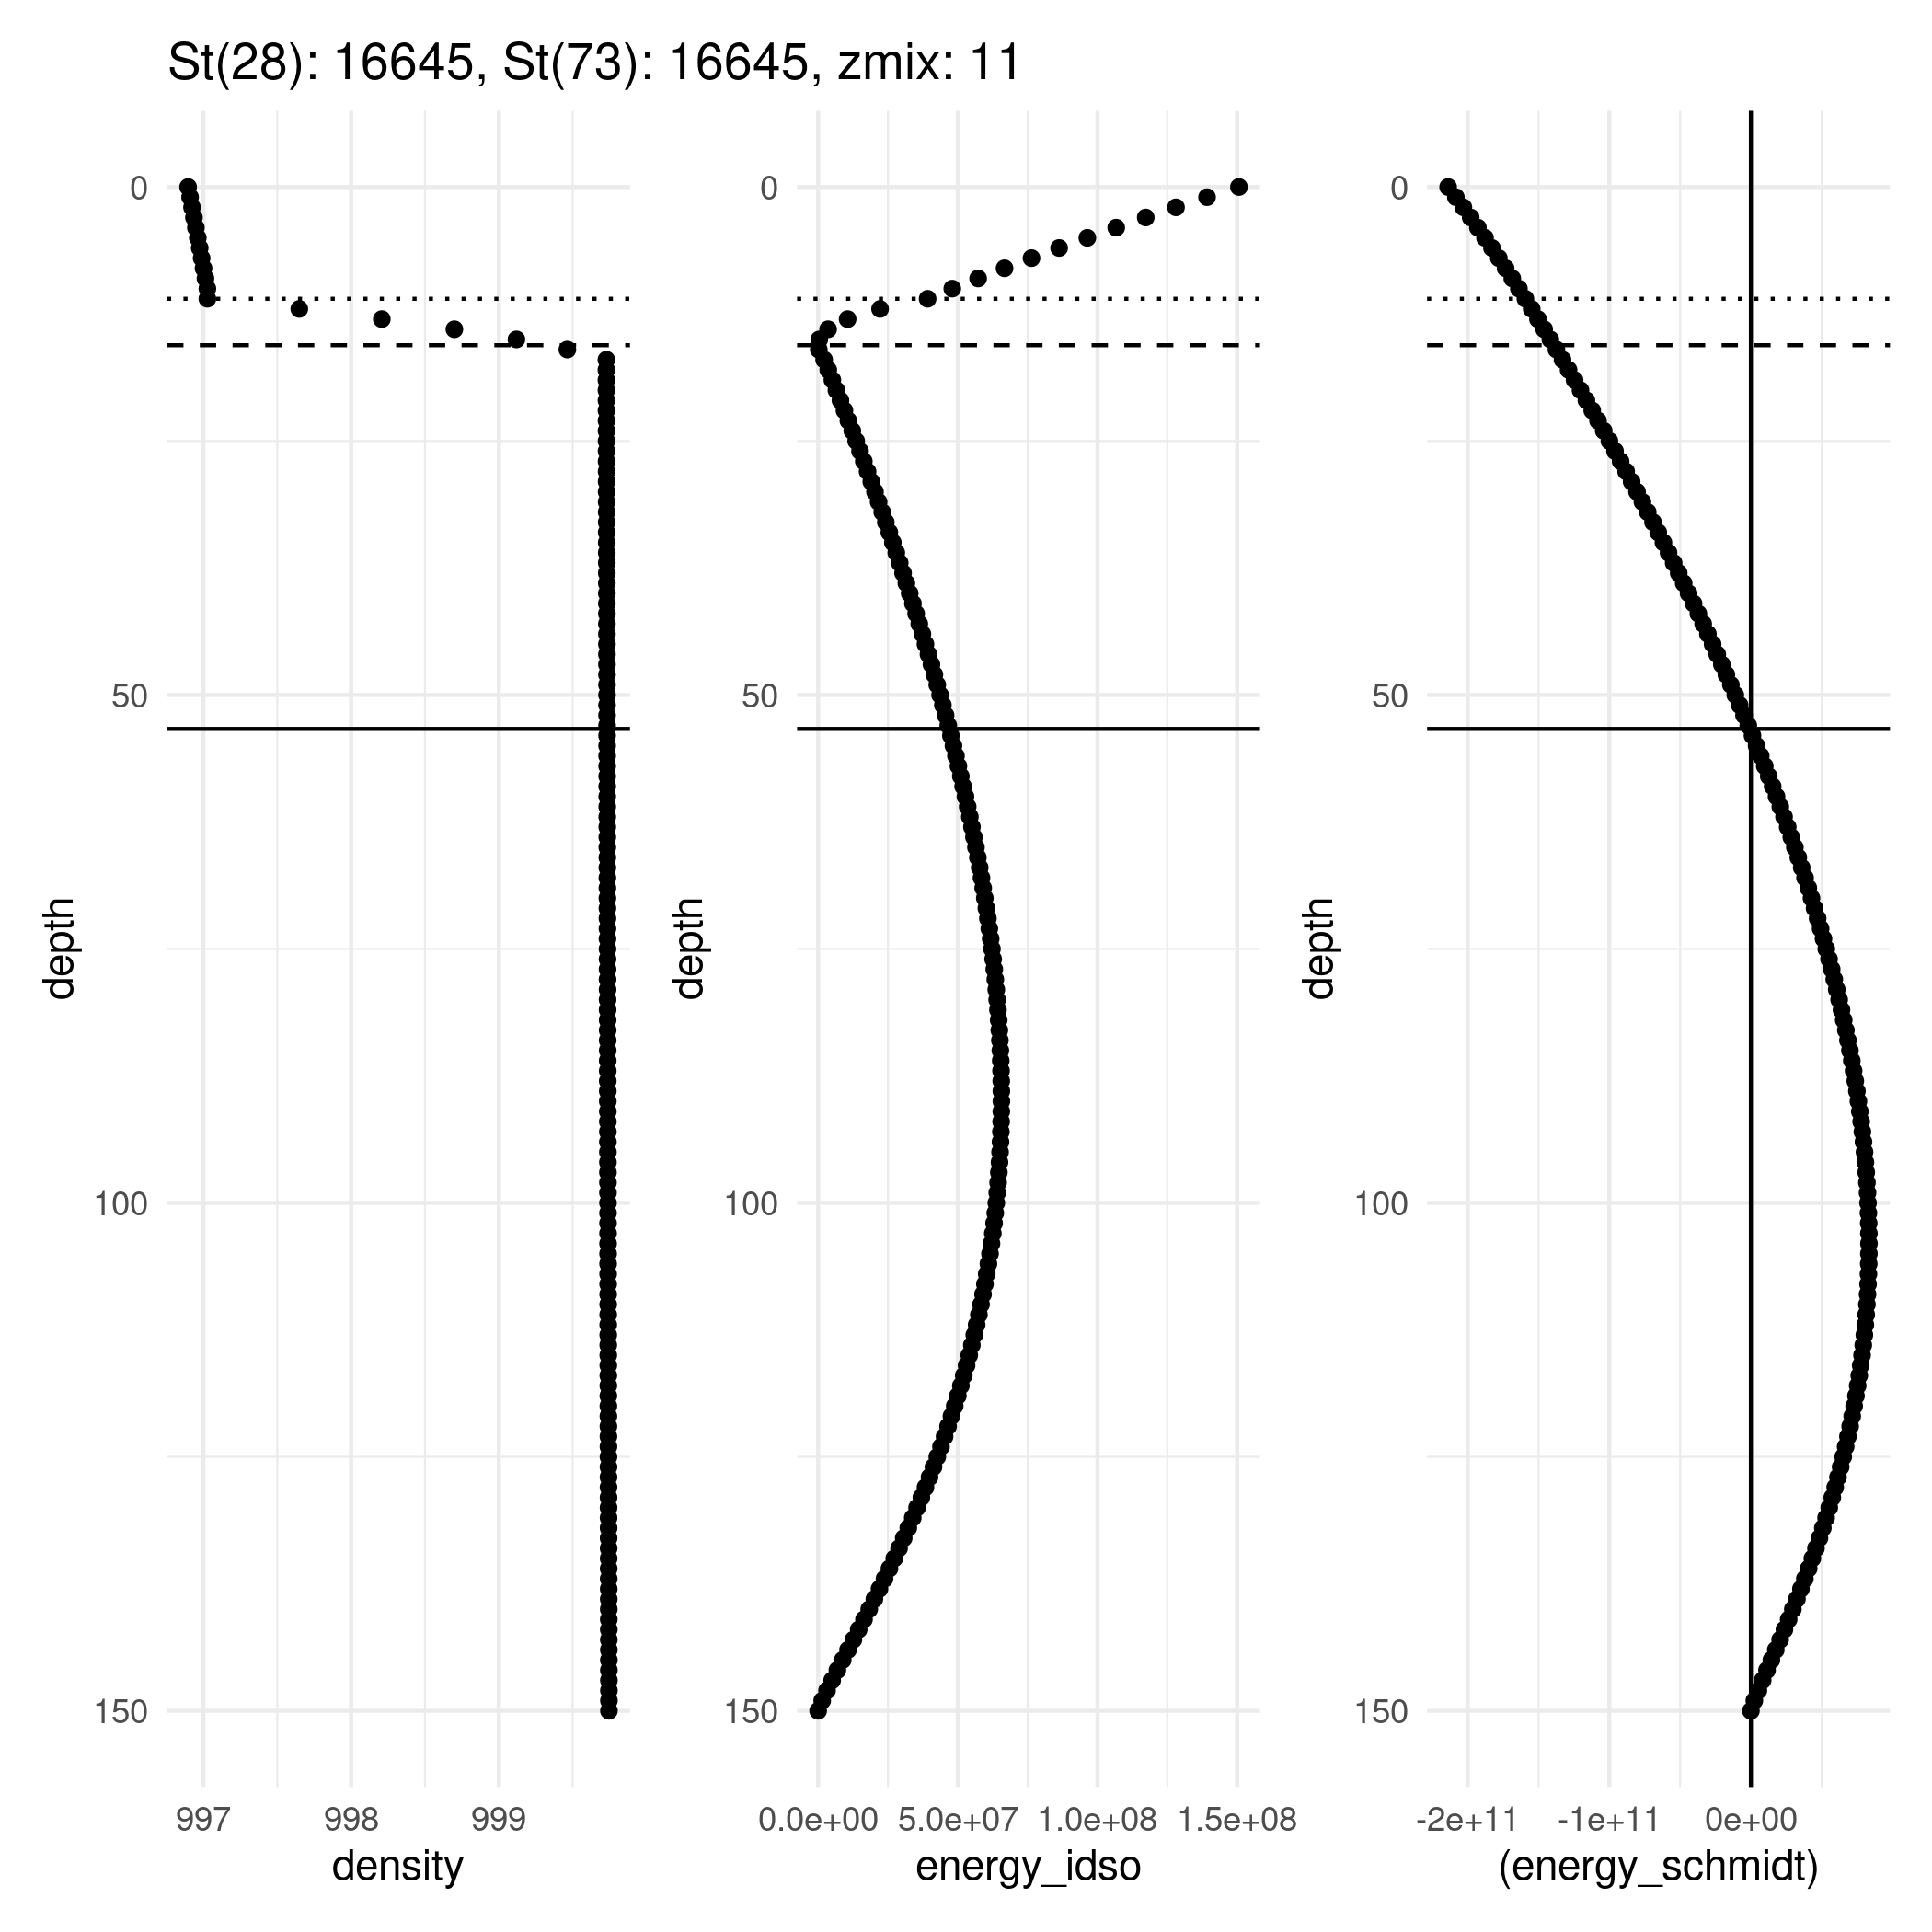 St(28): 16645, St(73): 16645, zmix: 11
0
50
100
150
depth
997
998
999
density
0
50
100
150
depth
0.0e+00
5.0e+07
1.0e+08
1.5e+08
energy_idso
0
50
100
150
depth
-2e+11
-1e+11
0e+00
(energy_schmidt)